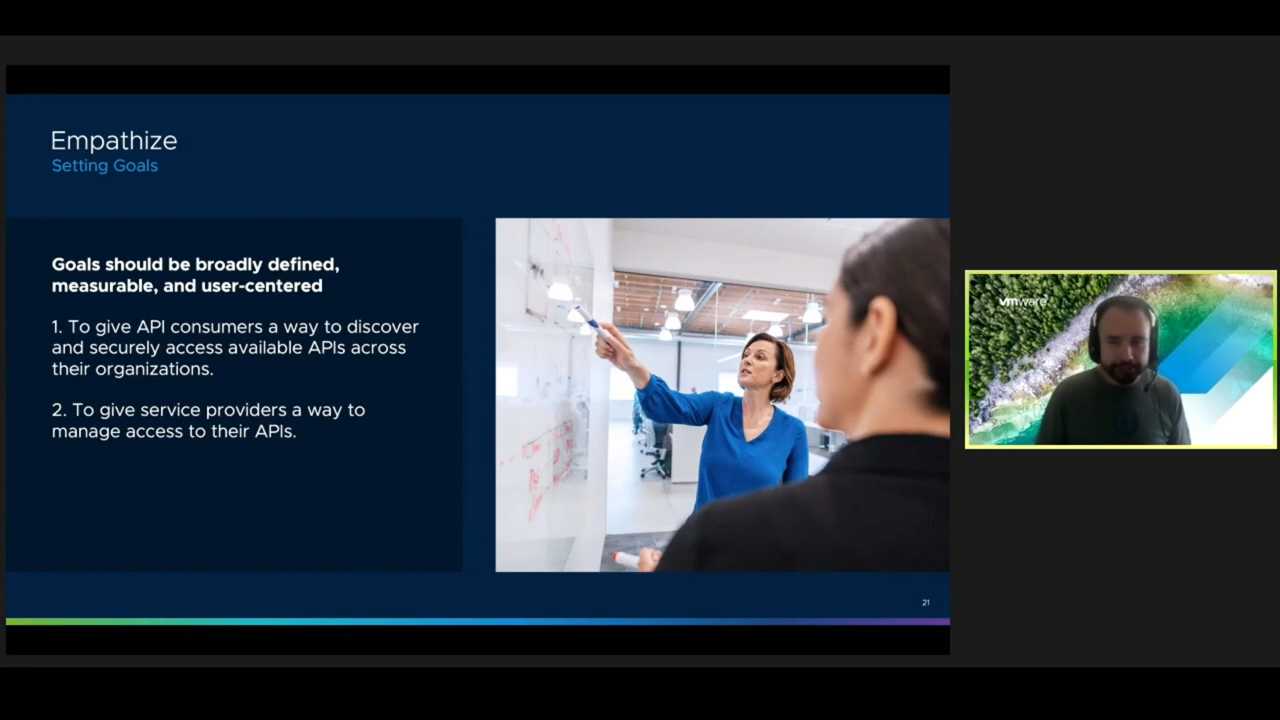 Empathize
Setting Goals
Goals should be broadly defined,
measurable, and user-centered
1. To give API consumers a way to discover
and securely access available APIs across
their organizations.
2. To give service providers a way to
manage access to their APIs.
21
vmware